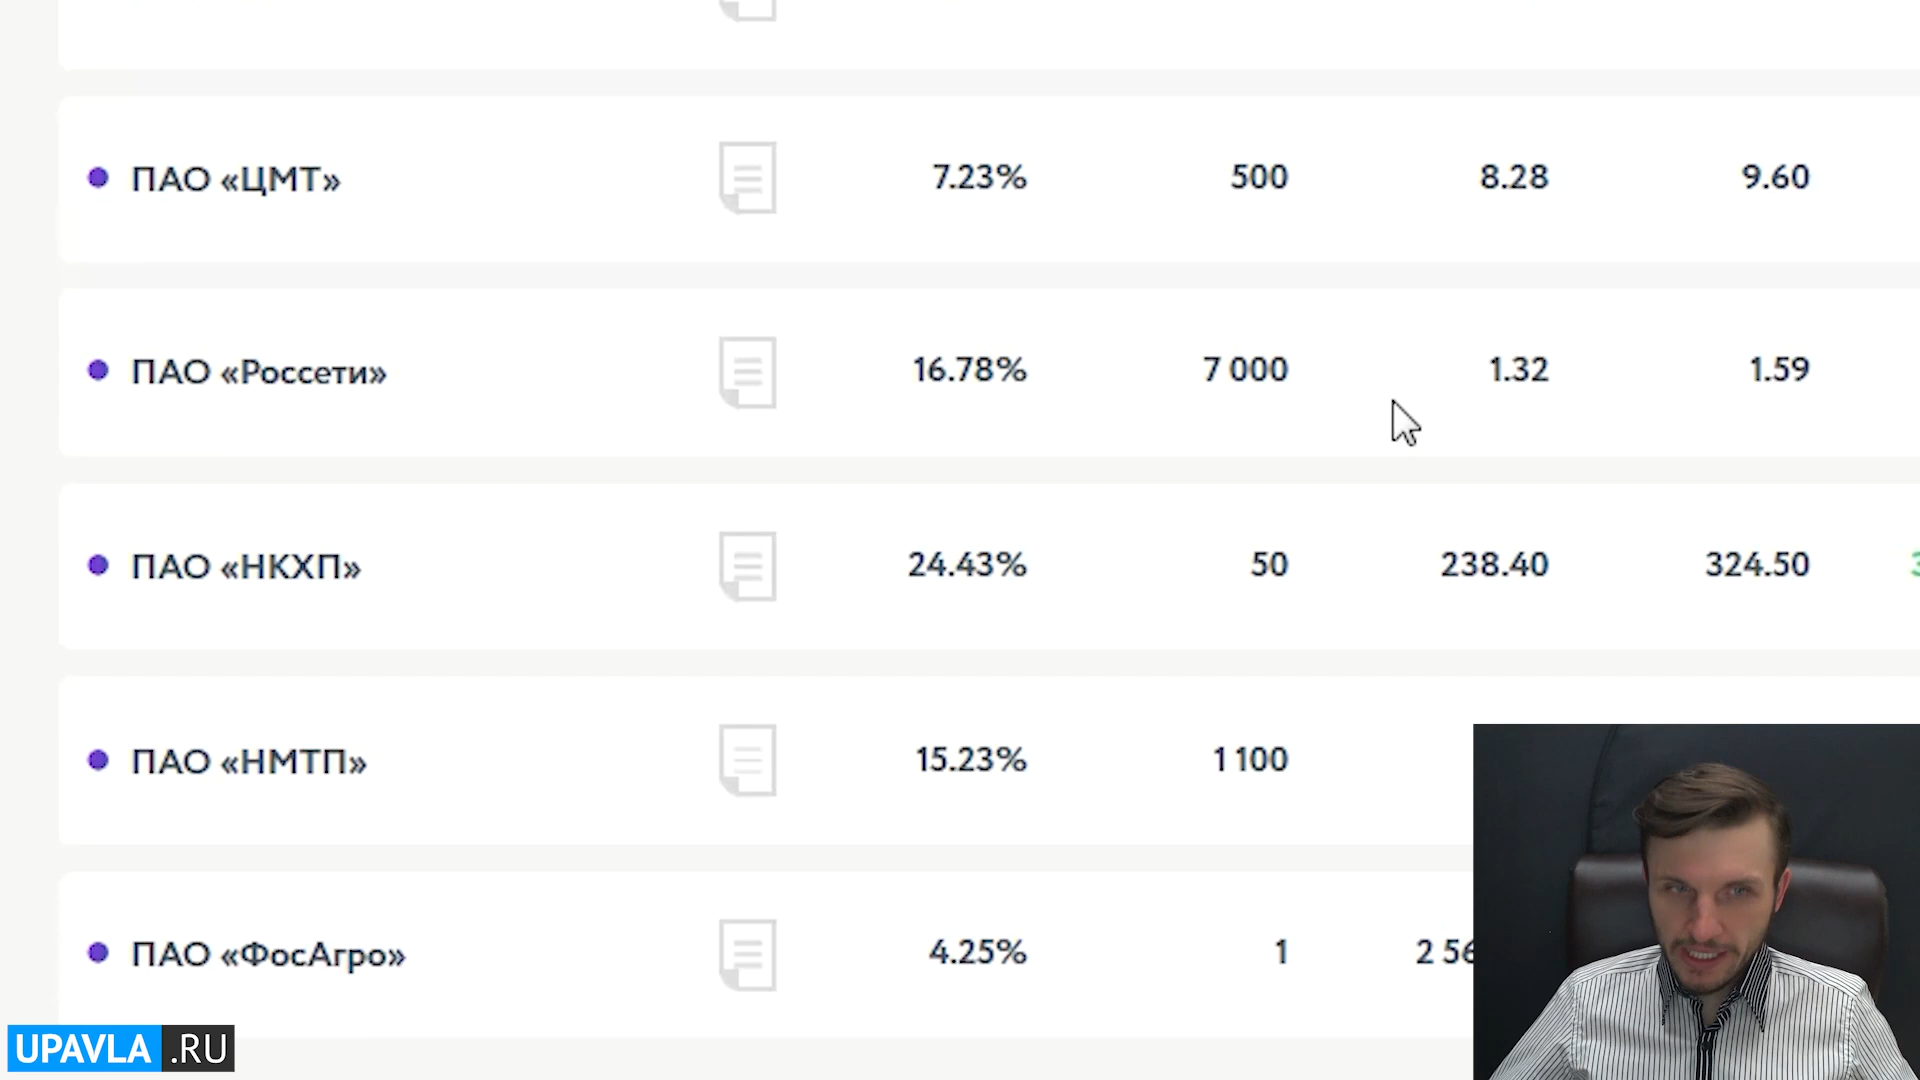 ПАО «ЦМТ» 7.23% 500 8.28 9.60
ПАО «Россети» 16.78% 7 000 1.32 1.59
ПАО «НКХП» 24.43% 50 238.40 324.50
ПАО «НМТП» 15.23% 1 100
ПАО «ФосАгро» 4.25% 1 2 56
UPAVLA.RU